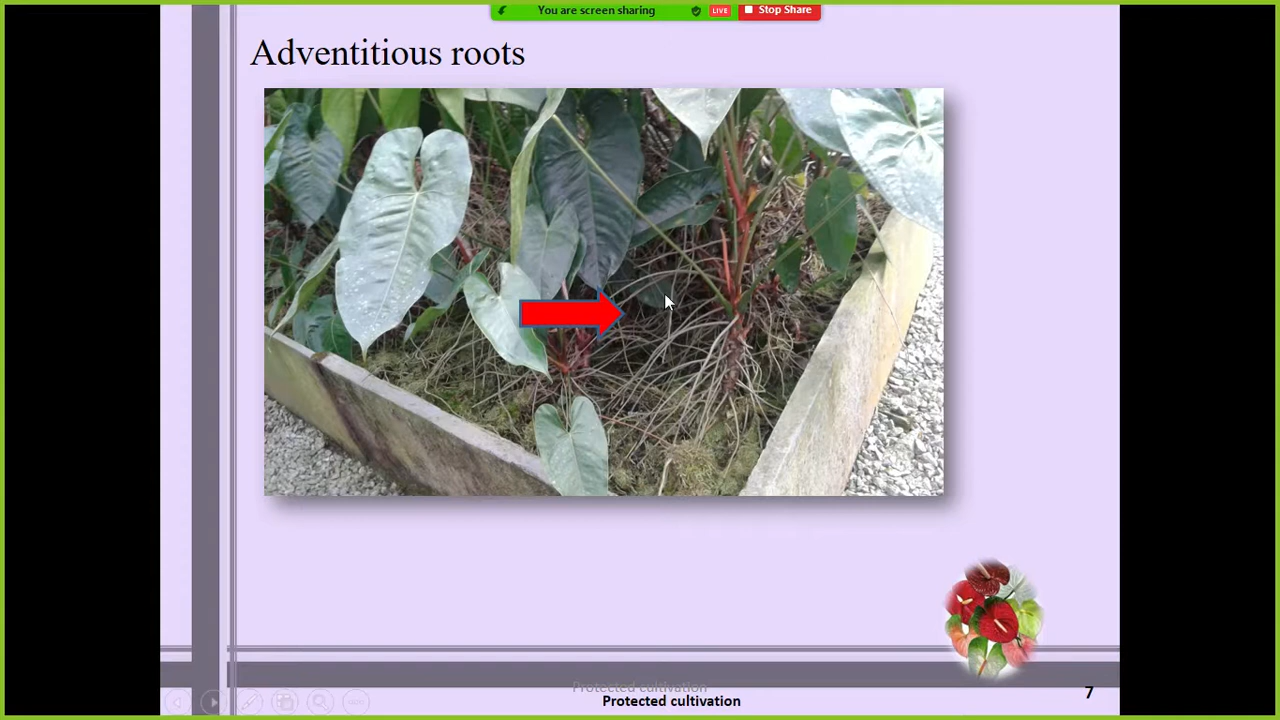 You are screen sharing
LIVE
Stop Share
Adventitious roots
Protected cultivation
Protected cultivation
7